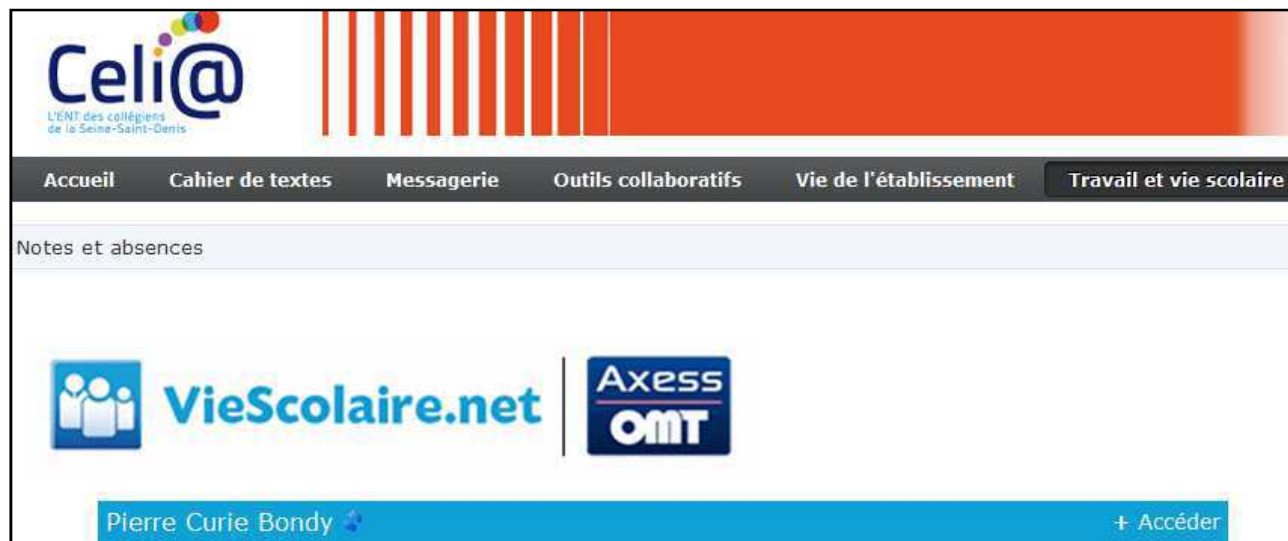 Celi@
L'ENT des collégiens
de la Seine-Saint-Denis
Accueil Cahier de textes Messagerie Outils collaboratifs Vie de l'établissement Travail et vie scolaire
Notes et absences
VieScolaire.net
Axess
OMT
Pierre Curie Bondy + Accéder